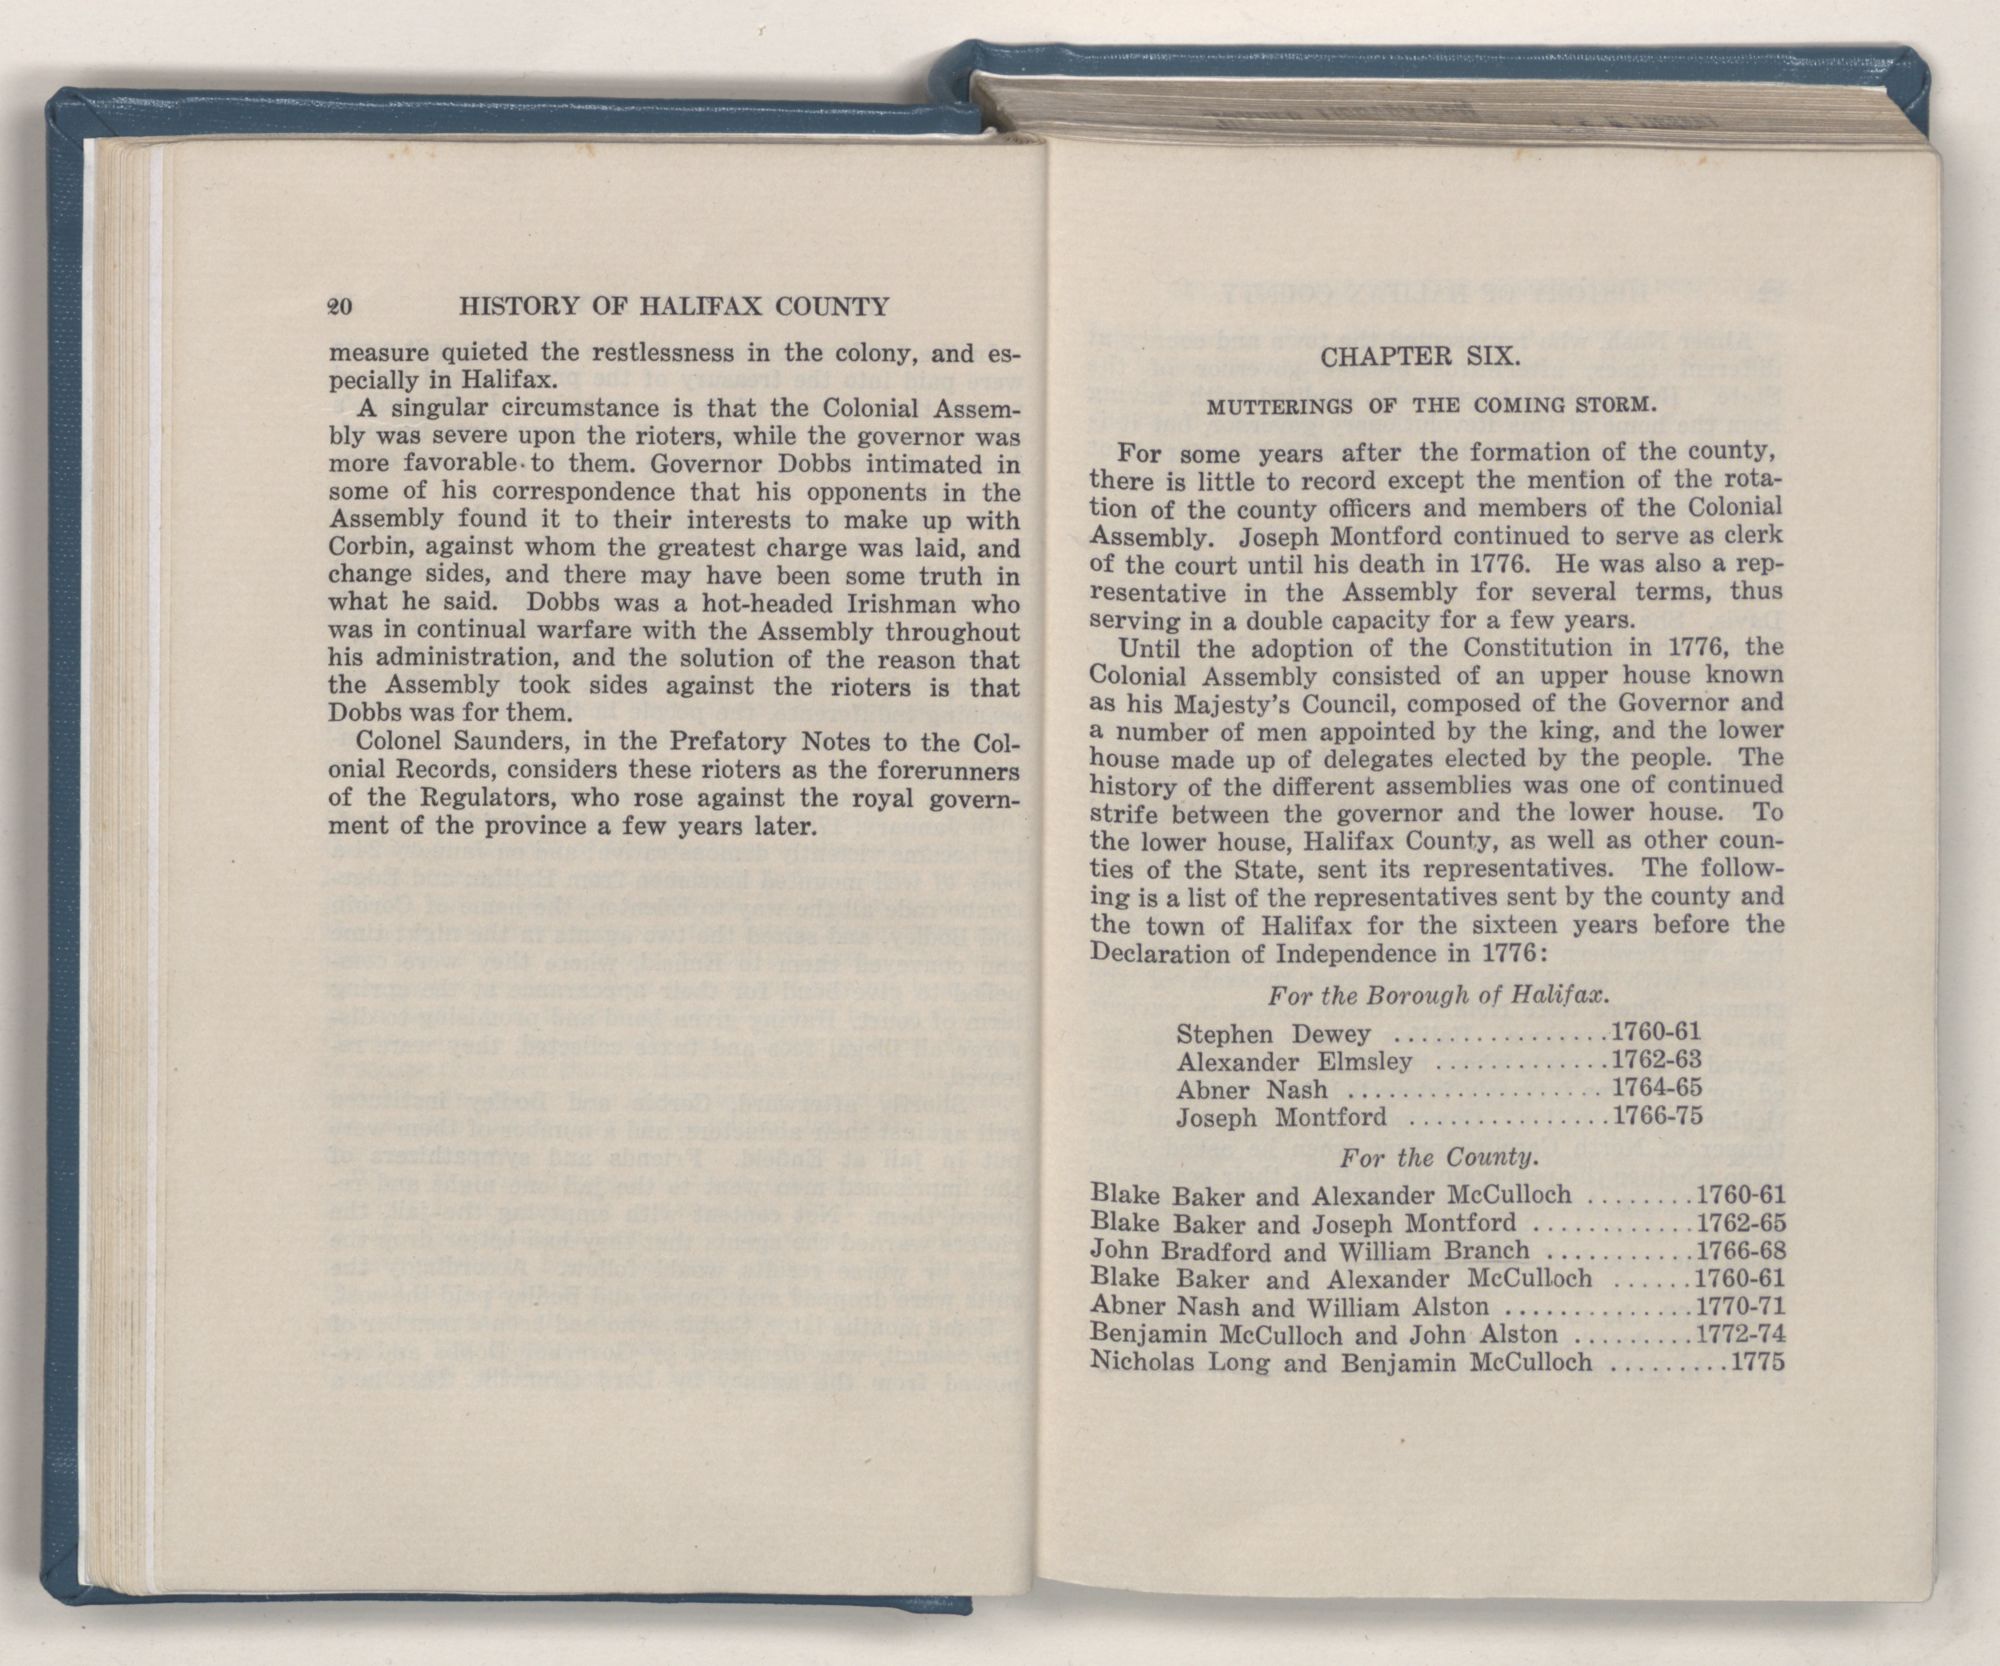 20 HISTORY OF HALIFAX COUNTY
measure quieted the restlessness in the colony, and es-
pecially in Halifax.
A singular circumstance is that the Colonial Assem-
bly was severe upon the rioters, while the governor was
more favorable to them. Governor Dobbs intimated in
some of his correspondence that his opponents in the
Assembly found it to their interests to make up with
Corbin, against whom the greatest charge was laid, and
change sides, and there may have been some truth in
what he said. Dobbs was a hot-headed Irishman who
was in continual warfare with the Assembly throughout
his administration, and the solution of the reason that
the Assembly took sides against the rioters is that
Dobbs was for them.
Colonel Saunders, in the Prefatory Notes to the Col-
onial Records, considers these rioters as the forerunners
of the Regulators, who rose against the royal govern-
ment of the province a few years later.
CHAPTER SIX.
MUTTERINGS OF THE COMING STORM.
For some years after the formation of the county,
there is little to record except the mention of the rota-
tion of the county officers and members of the Colonial
Assembly. Joseph Montford continued to serve as clerk
of the court until his death in 1776. He was also a rep-
resentative in the Assembly for several terms, thus
serving in a double capacity for a few years.
Until the adoption of the Constitution in 1776, the
Colonial Assembly consisted of an upper house known
as his Majesty's Council, composed of the Governor and
a number of men appointed by the king, and the lower
house made up of delegates elected by the people. The
history of the different assemblies was one of continued
strife between the governor and the lower house. To
the lower house, Halifax County, as well as other coun-
ties of the State, sent its representatives. The follow-
ing is a list of the representatives sent by the county and
the town of Halifax for the sixteen years before the
Declaration of Independence in 1776:
For the Borough of Halifax.
Stephen Dewey ................1760-61
Alexander Elmsley .............1762-63
Abner Nash ...................1764-65
Joseph Montford ...............1766-75
For the County.
Blake Baker and Alexander McCulloch ........1760-61
Blake Baker and Joseph Montford ............1762-65
John Bradford and William Branch ...........1766-68
Blake Baker and Alexander McCulloch ......1760-61
Abner Nash and William Alston ..............1770-71
Benjamin McCulloch and John Alston .........1772-74
Nicholas Long and Benjamin McCulloch .........1775